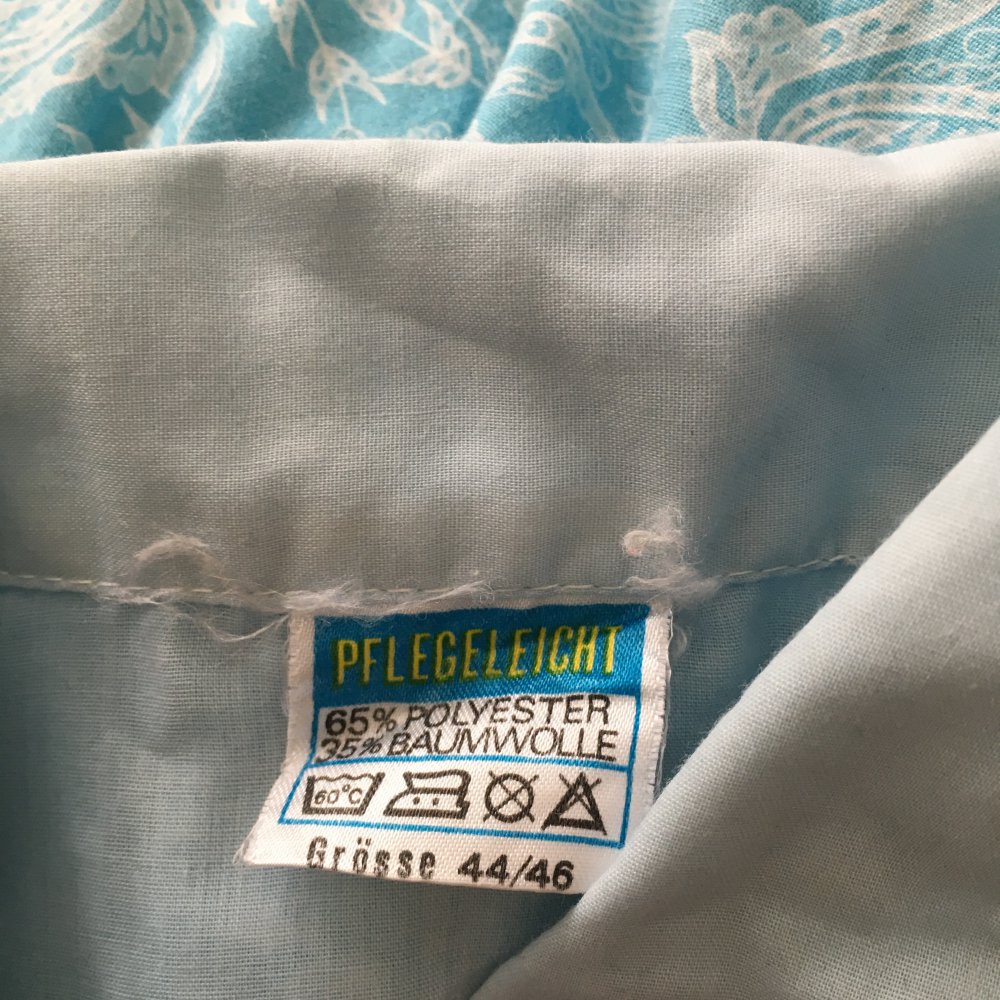 PFLEGELEICHT
65% POLYESTER
35% BAUMWOLLE
60°C
Grösse 44/46